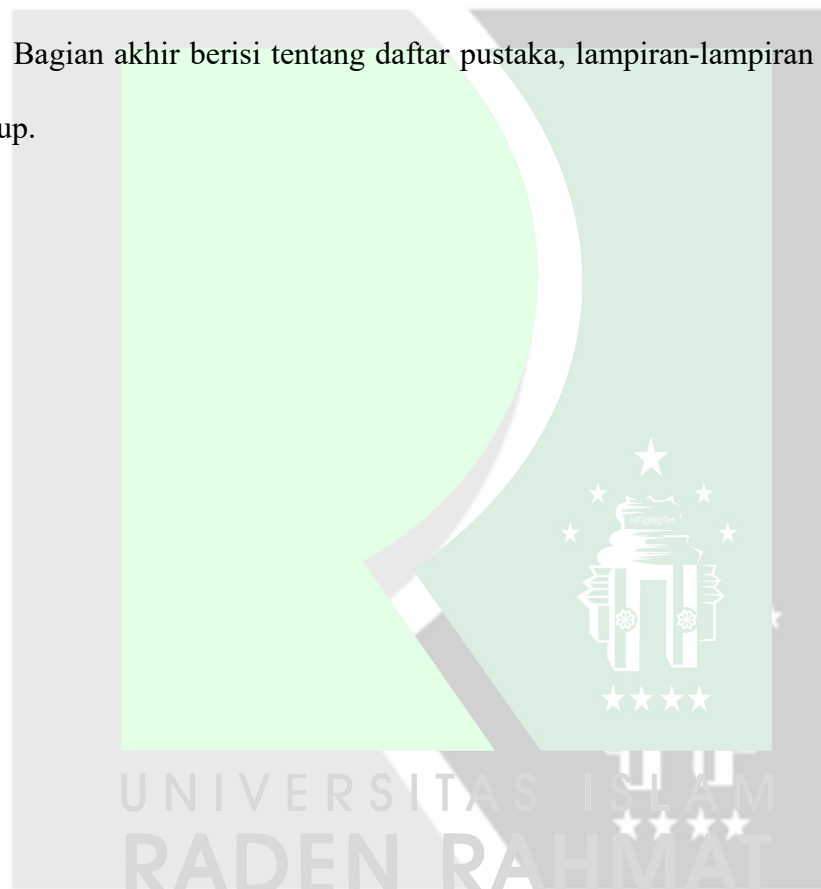 Bagian akhir berisi tentang daftar pustaka, lampiran-lampiran
up.
UNIVERSITAS ISLAM
RADEN RAHMAT